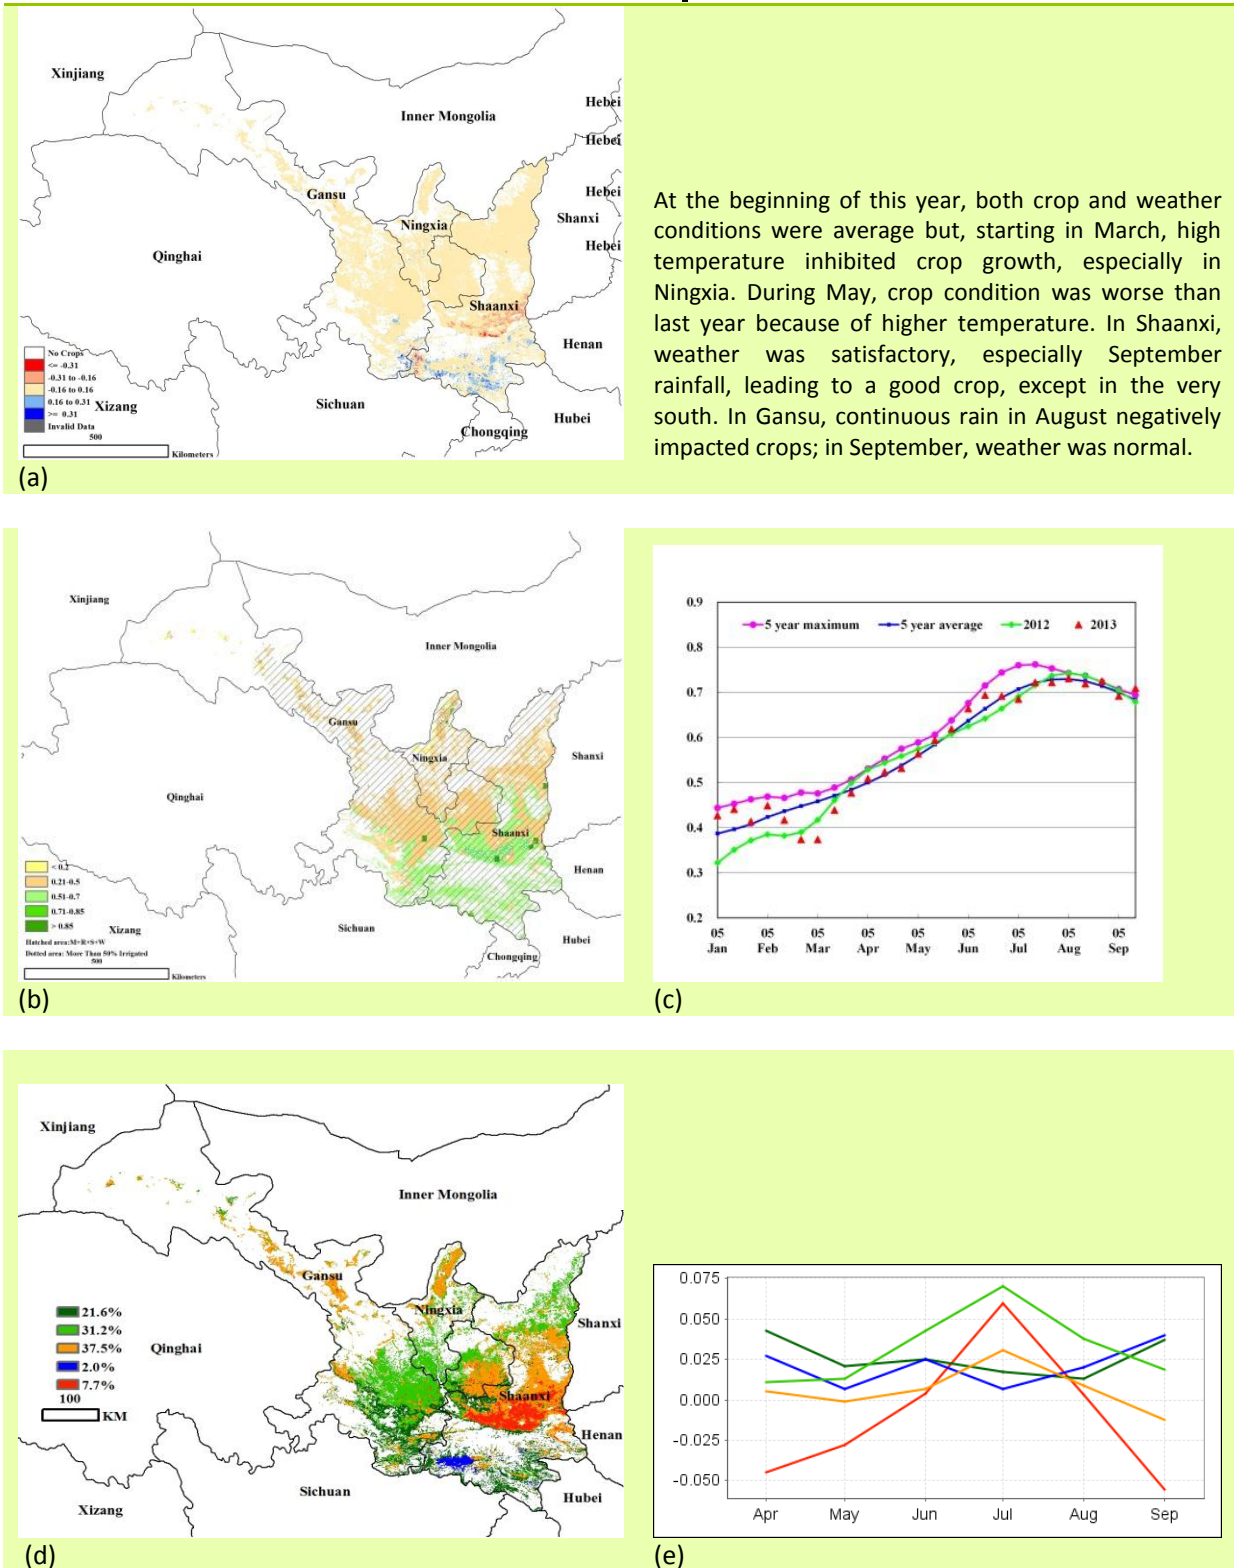 Xinjiang
Inner Mongolia
Hebei
Hebei
Hebei
Gansu
Shanxi
Ningxia
Hebei
Qinghai
Shaanxi
Henan
No Crops
<= -0.31
-0.31 to -0.16
-0.16 to 0.16
0.16 to 0.31
>= 0.31
Invalid Data
Xizang
Sichuan
Hubei
Chongqing
500
Kilometers
(a)
At the beginning of this year, both crop and weather
conditions were average but, starting in March, high
temperature inhibited crop growth, especially in
Ningxia. During May, crop condition was worse than
last year because of higher temperature. In Shaanxi,
weather was satisfactory, especially September
rainfall, leading to a good crop, except in the very
south. In Gansu, continuous rain in August negatively
impacted crops; in September, weather was normal.
Xinjiang
Inner Mongolia
Gansu
Shanxi
Ningxia
Qinghai
Shaanxi
Henan
< 0.2
0.21-0.5
0.51-0.7
0.71-0.85
> 0.85
Xizang
Sichuan
Hubei
Chongqing
Hatched area:M+R+S+W
Dotted area: More Than 50% Irrigated
500
Kilometers
(b)
0.9
0.8
0.7
0.6
0.5
0.4
0.3
0.2
5 year maximum
5 year average
2012
2013
05 05 05 05 05 05 05 05 05
Jan Feb Mar Apr May Jun Jul Aug Sep
(c)
Xinjiang
Inner Mongolia
Gansu
Ningxia
Shanxi
Qinghai
Shaanxi
Henan
21.6%
31.2%
37.5%
2.0%
7.7%
100
KM
Sichuan
Hubei
Xizang
(d)
0.075
0.050
0.025
0.000
-0.025
-0.050
Apr May Jun Jul Aug Sep
(e)